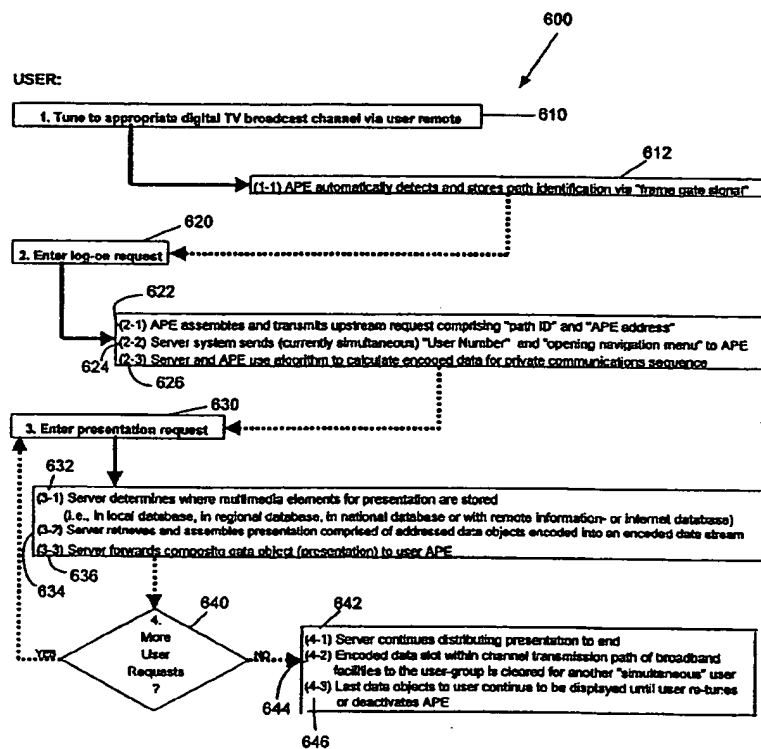 600
USER:
1. Tune to appropriate digital TV broadcast channel via user remote
610
612
(1-1) APE automatically detects and stores path identification via "frame gate signal"
620
2. Enter log-on request
622
(2-1) APE assembles and transmits upstream request comprising "path ID" and "APE address"
(2-2) Server system sends (currently simultaneous) "User Number" and "opening navigation menu" to APE
624
(2-3) Server and APE use algorithm to calculate encoded data for private communications sequence
626
630
3. Enter presentation request
632
(3-1) Server determines where multimedia elements for presentation are stored
(i.e., in local database, in regional database, in national database or with remote information- or internet database)
(3-2) Server retrieves and assembles presentation comprised of addressed data objects encoded into an encoded data stream
(3-3) Server forwards composite data object (presentation) to user APE
634
636
640
4.
More
User
Requests
?
YES
NO
642
(4-1) Server continues distributing presentation to end
(4-2) Encoded data slot within channel transmission path of broadband
facilities to the user-group is cleared for another "simultaneous" user
644
(4-3) Last data objects to user continue to be displayed until user re-tunes
or deactivates APE
646